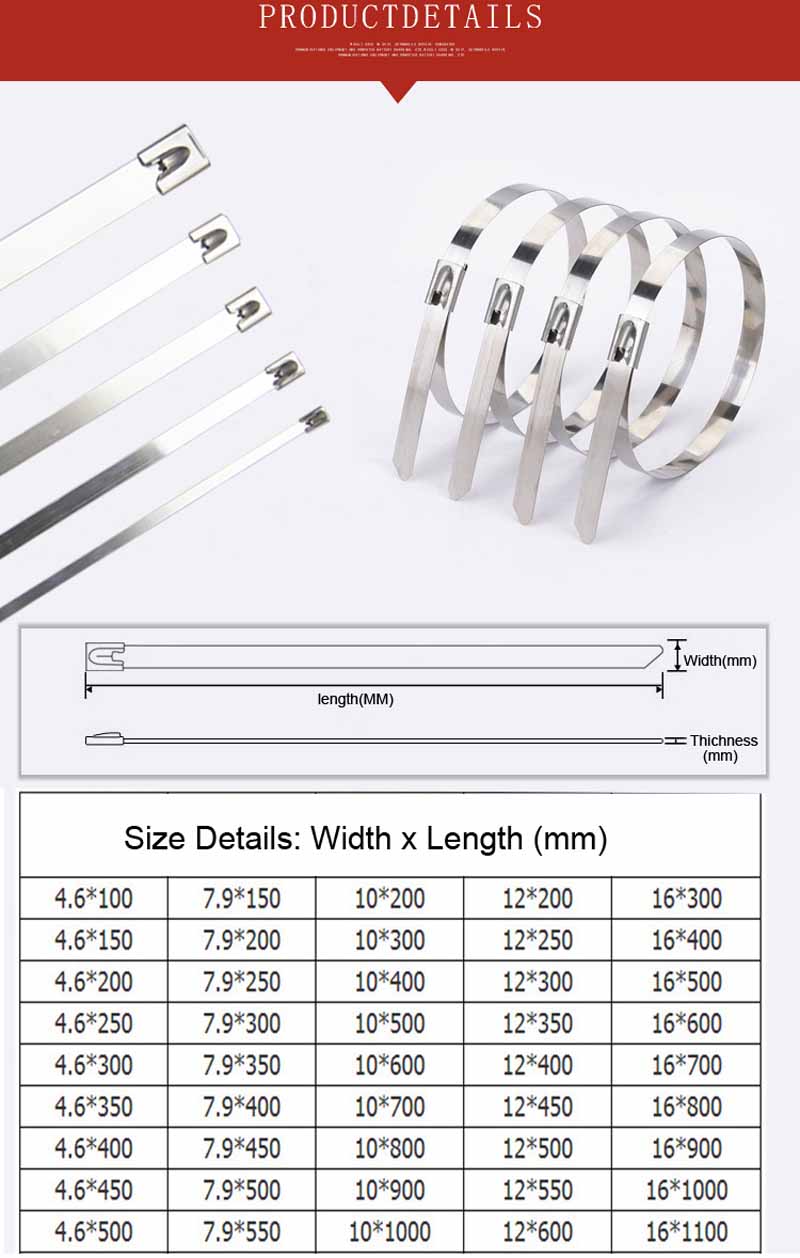 PRODUCTDETAILS
Width(mm)
length(MM)
Thichness
(mm)
Size Details: Width x Length (mm)
4.6*100 7.9*150 10*200 12*200 16*300
4.6*150 7.9*200 10*300 12*250 16*400
4.6*200 7.9*250 10*400 12*300 16*500
4.6*250 7.9*300 10*500 12*350 16*600
4.6*300 7.9*350 10*600 12*400 16*700
4.6*350 7.9*400 10*700 12*450 16*800
4.6*400 7.9*450 10*800 12*500 16*900
4.6*450 7.9*500 10*900 12*550 16*1000
4.6*500 7.9*550 10*1000 12*600 16*1100